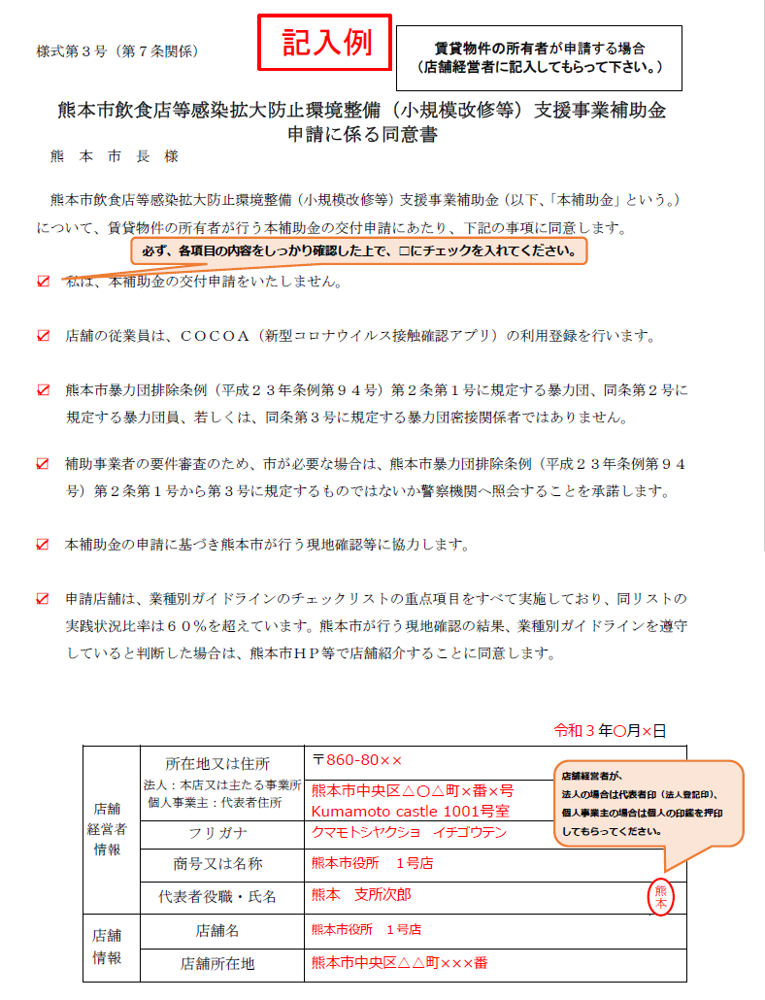 様式第３号（第７条関係）
記入例
賃貸物件の所有者が申請する場合
（店舗経営者に記入してもらって下さい。）
熊本市飲食店等感染拡大防止環境整備（小規模改修等）支援事業補助金
申請に係る同意書
熊　本　市　長　様
熊本市飲食店等感染拡大防止環境整備（小規模改修等）支援事業補助金（以下、「本補助金」という。）
について、賃貸物件の所有者が行う本補助金の交付申請にあたり、下記の事項に同意します。
必ず、各項目の内容をしっかり確認した上で、□にチェックを入れてください。
☑ 私は、本補助金の交付申請をいたしません。
☑ 店舗の従業員は、ＣＯＣＯＡ（新型コロナウイルス接触確認アプリ）の利用登録を行います。
☑ 熊本市暴力団排除条例（平成２３年条例第９４号）第２条第１号に規定する暴力団、同条第２号に
規定する暴力団員、若しくは、同条第３号に規定する暴力団密接関係者ではありません。
☑ 補助事業者の要件審査のため、市が必要な場合は、熊本市暴力団排除条例（平成２３年条例第９４
号）第２条第１号から第３号に規定するものではないか警察機関へ照会することを承諾します。
☑ 本補助金の申請に基づき熊本市が行う現地確認等に協力します。
☑ 申請店舗は、業種別ガイドラインのチェックリストの重点項目をすべて実施しており、同リストの
実践状況比率は６０％を超えています。熊本市が行う現地確認の結果、業種別ガイドラインを遵守
していると判断した場合は、熊本市ＨＰ等で店舗紹介することに同意します。
令和３年〇月×日
店舗
経営者
情報
所在地又は住所
法人：本店又は主たる事業所
個人事業主：代表者住所
〒860-80××
熊本市中央区△〇△町×番×号
Kumamoto castle 1001号室
フリガナ
クマモトシヤクショ　イチゴウテン
商号又は名称
熊本市役所　１号店
代表者役職・氏名
熊本　支所次郎
熊本
店舗経営者が、
法人の場合は代表者印（法人登記印）、
個人事業主の場合は個人の印鑑を押印
してもらってください。
店舗
情報
店舗名
熊本市役所　１号店
店舗所在地
熊本市中央区△△町×××番